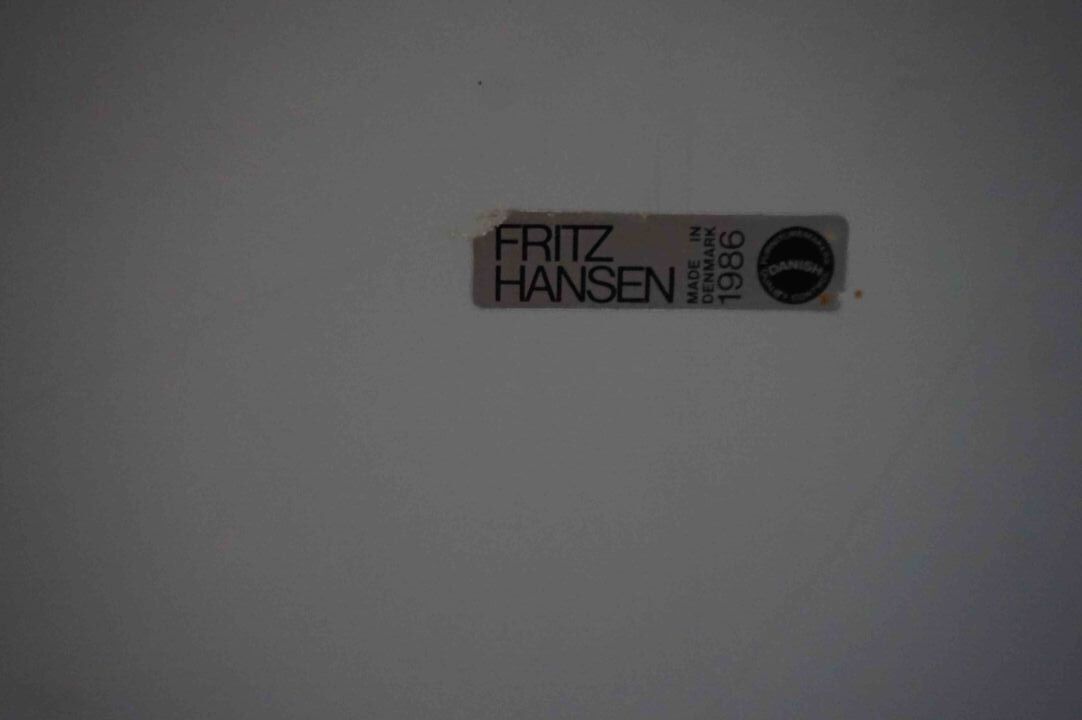 FRITZ
HANSEN
MADE IN
DENMARK
1986
DANISH